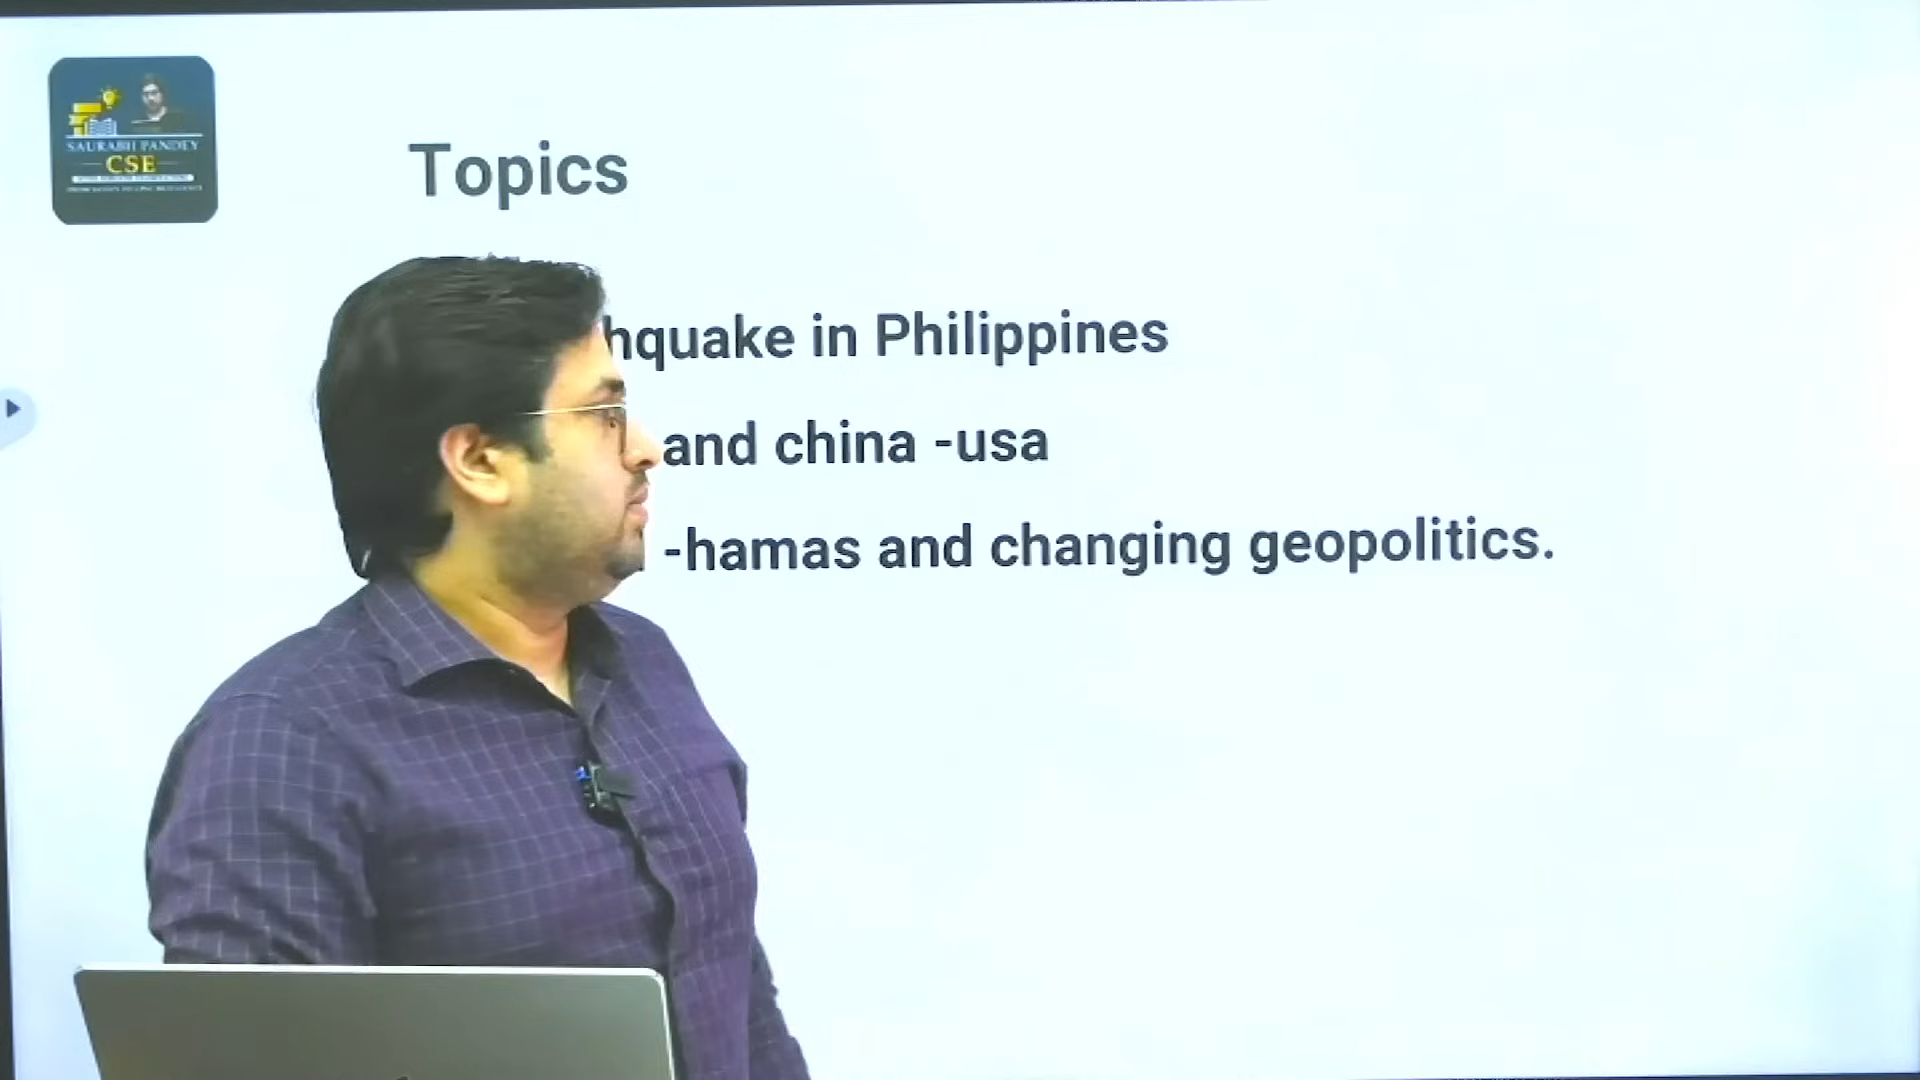 SAURABH PANDEY
CSE
Topics
hquake in Philippines
and china -usa
-hamas and changing geopolitics.